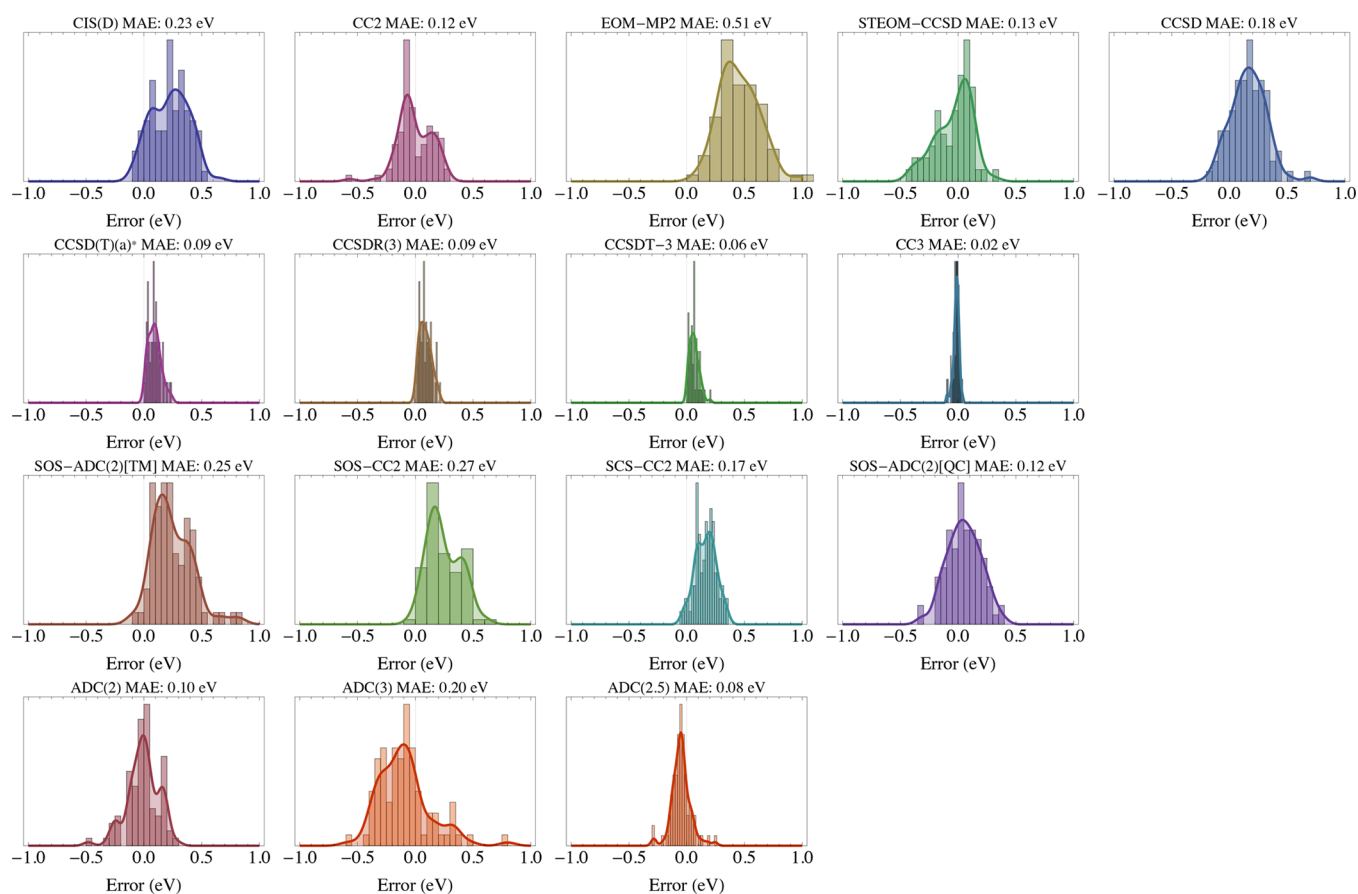 CIS(D) MAE: 0.23 eV
CC2 MAE: 0.12 eV
EOM−MP2 MAE: 0.51 eV
STEOM−CCSD MAE: 0.13 eV
CCSD MAE: 0.18 eV
−1.0 −0.5 0.0 0.5 1.0
−1.0 −0.5 0.0 0.5 1.0
−1.0 −0.5 0.0 0.5 1.0
−1.0 −0.5 0.0 0.5 1.0
−1.0 −0.5 0.0 0.5 1.0
Error (eV)
Error (eV)
Error (eV)
Error (eV)
Error (eV)
CCSD(T)(a)* MAE: 0.09 eV
CCSDR(3) MAE: 0.09 eV
CCSDT−3 MAE: 0.06 eV
CC3 MAE: 0.02 eV
−1.0 −0.5 0.0 0.5 1.0
−1.0 −0.5 0.0 0.5 1.0
−1.0 −0.5 0.0 0.5 1.0
−1.0 −0.5 0.0 0.5 1.0
Error (eV)
Error (eV)
Error (eV)
Error (eV)
SOS−ADC(2)[TM] MAE: 0.25 eV
SOS−CC2 MAE: 0.27 eV
SCS−CC2 MAE: 0.17 eV
SOS−ADC(2)[QC] MAE: 0.12 eV
−1.0 −0.5 0.0 0.5 1.0
−1.0 −0.5 0.0 0.5 1.0
−1.0 −0.5 0.0 0.5 1.0
−1.0 −0.5 0.0 0.5 1.0
Error (eV)
Error (eV)
Error (eV)
Error (eV)
ADC(2) MAE: 0.10 eV
ADC(3) MAE: 0.20 eV
ADC(2.5) MAE: 0.08 eV
−1.0 −0.5 0.0 0.5 1.0
−1.0 −0.5 0.0 0.5 1.0
−1.0 −0.5 0.0 0.5 1.0
Error (eV)
Error (eV)
Error (eV)